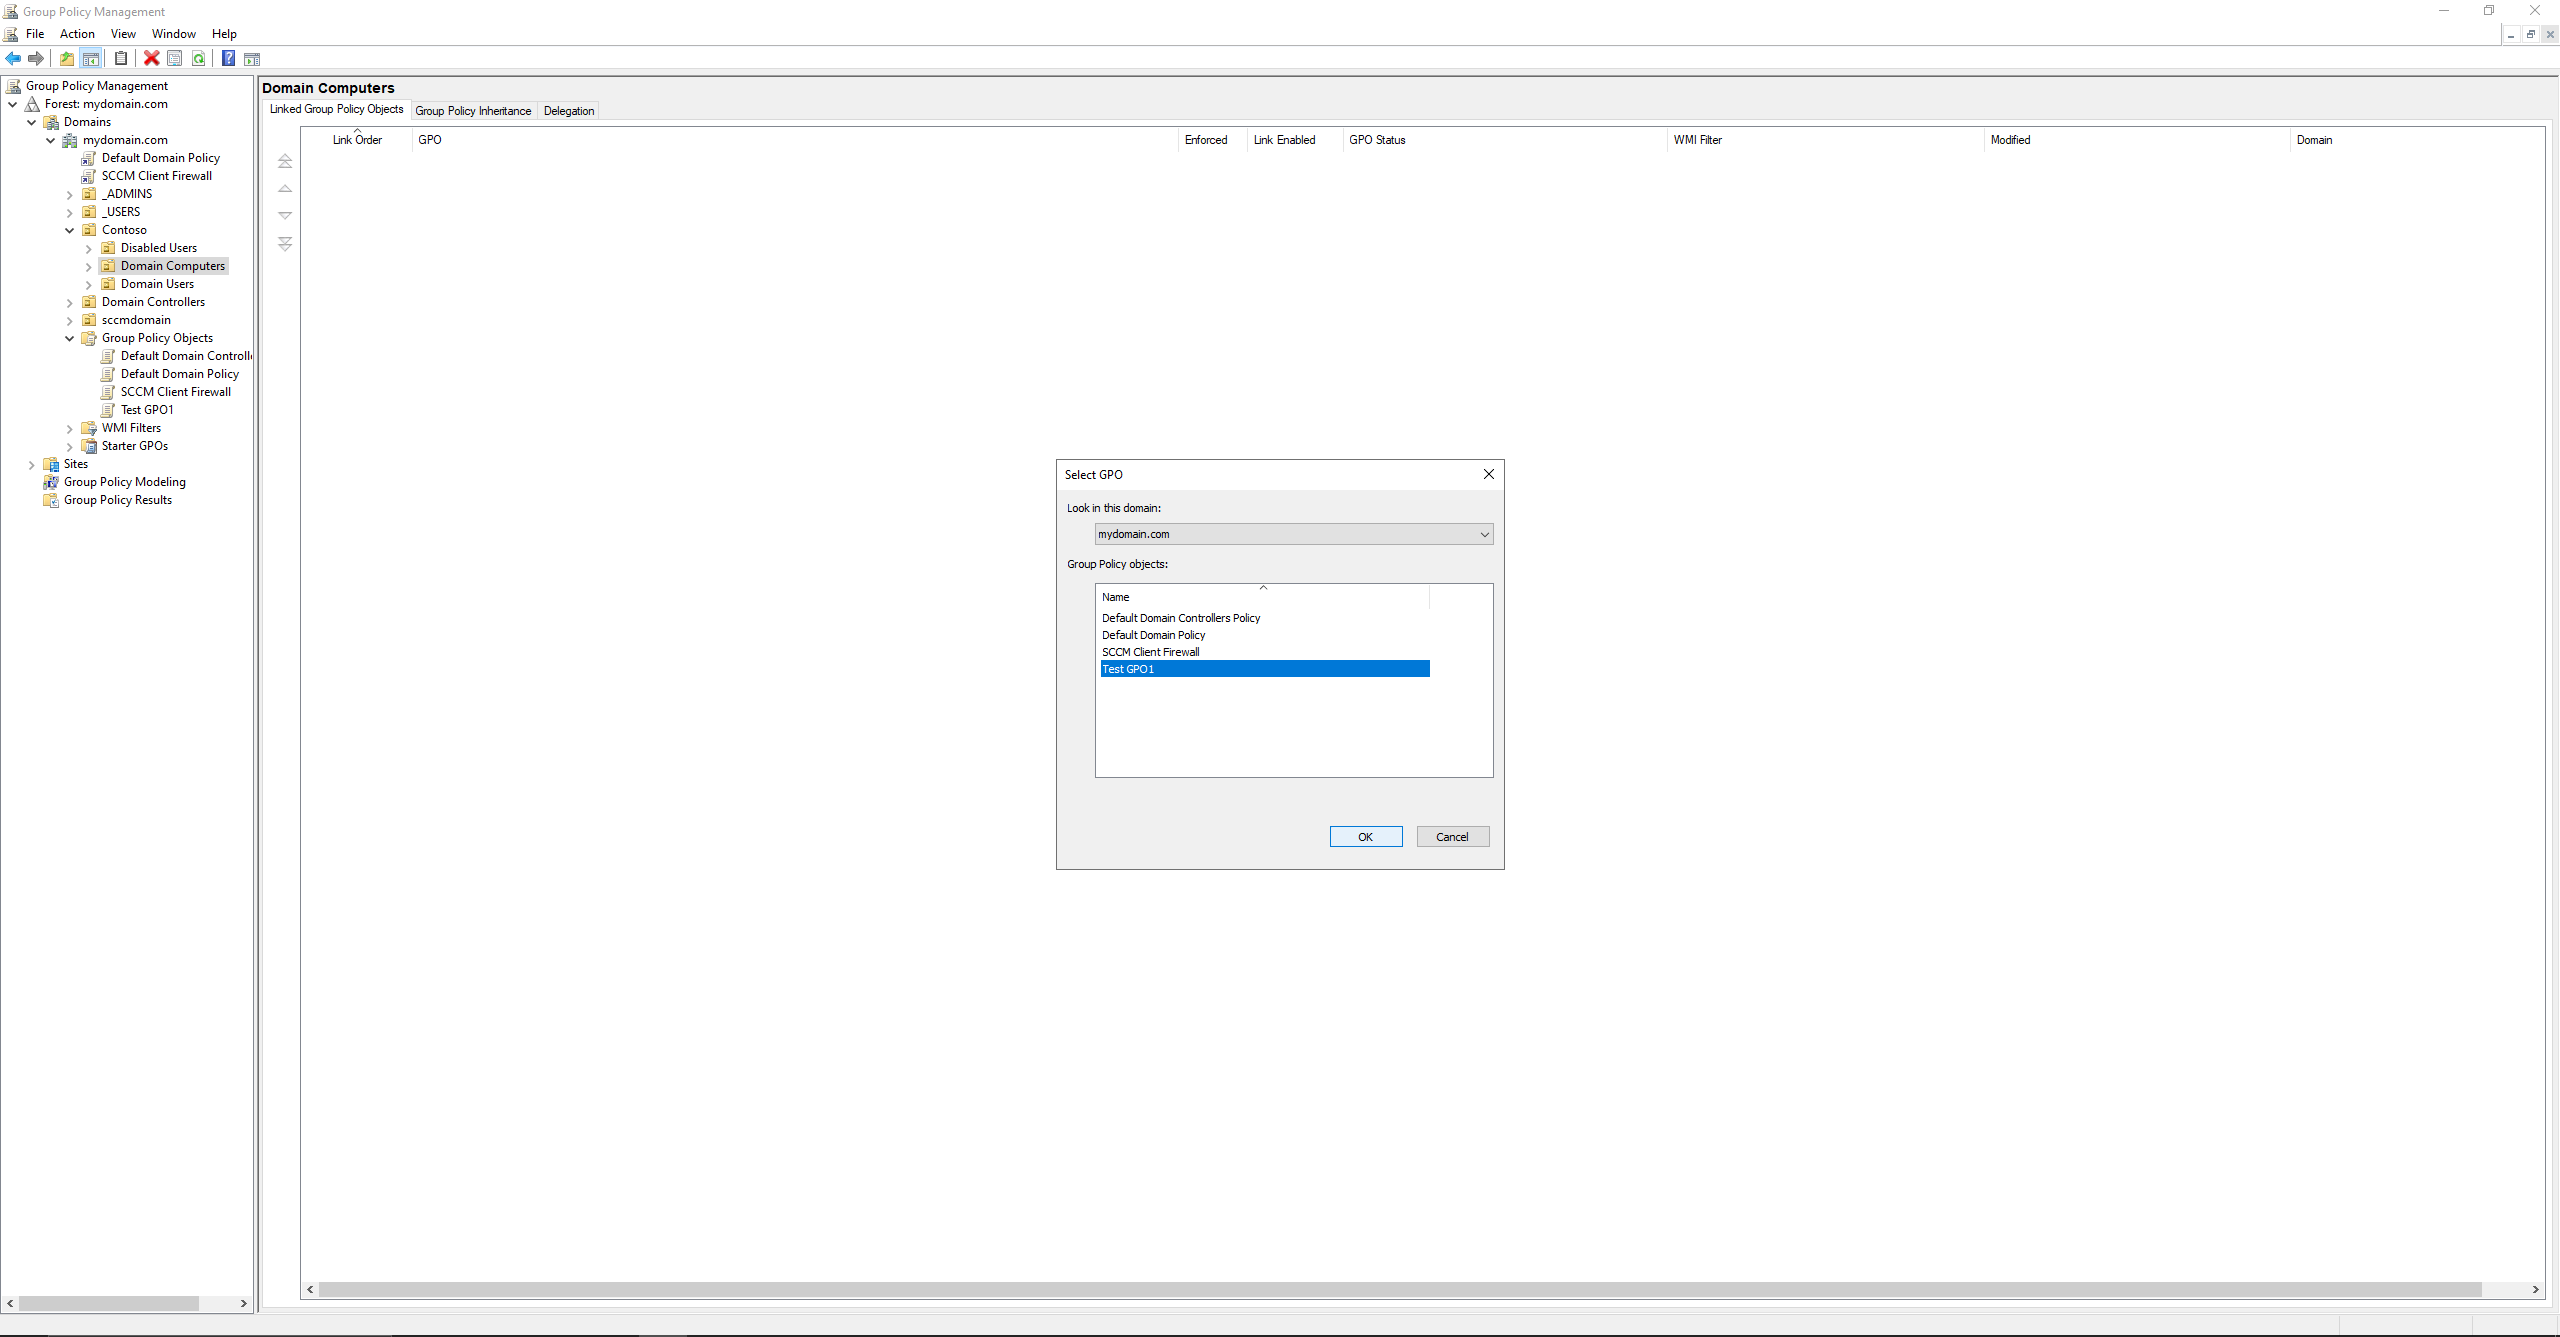 Group Policy Management
File Action View Window Help
Group Policy Management
Forest: mydomain.com
Domains
mydomain.com
Default Domain Policy
SCCM Client Firewall
_ADMINS
_USERS
Contoso
Disabled Users
Domain Computers
Domain Users
Domain Controllers
sccmdomain
Group Policy Objects
Default Domain Controlle
Default Domain Policy
SCCM Client Firewall
Test GPO1
WMI Filters
Starter GPOs
Sites
Group Policy Modeling
Group Policy Results
Domain Computers
Linked Group Policy Objects Group Policy Inheritance Delegation
Link Order GPO Enforced Link Enabled GPO Status WMI Filter Modified Domain
Select GPO
Look in this domain:
mydomain.com
Group Policy objects:
Name
Default Domain Controllers Policy
Default Domain Policy
SCCM Client Firewall
Test GPO1
OK Cancel